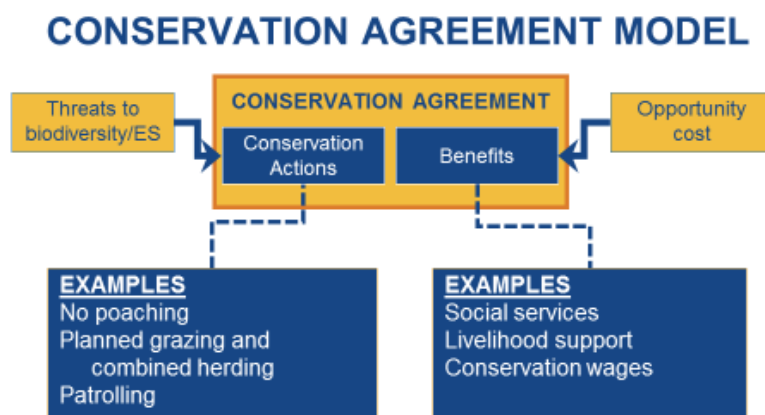 CONSERVATION AGREEMENT MODEL
Threats to
biodiversity/ES
CONSERVATION AGREEMENT
Conservation
Actions
Benefits
Opportunity
cost
EXAMPLES
No poaching
Planned grazing and
combined herding
Patrolling
EXAMPLES
Social services
Livelihood support
Conservation wages